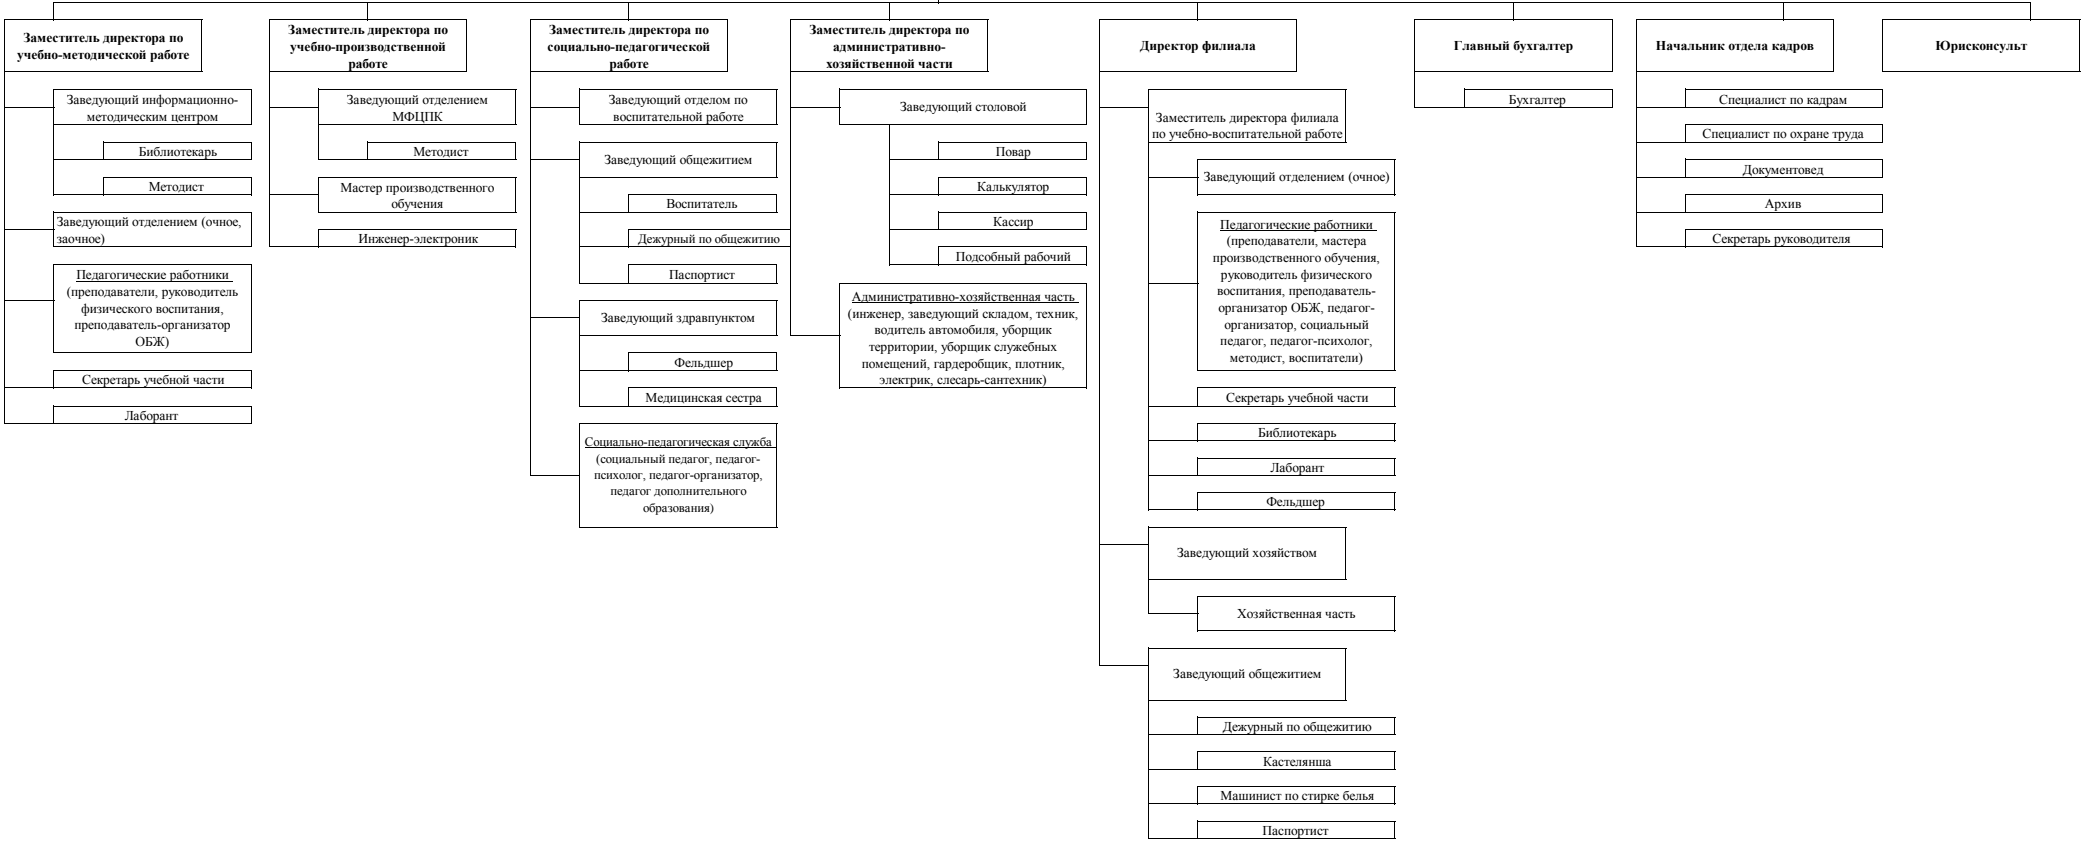 Заместитель директора по
учебно-методической работе
Заведующий информационно-
методическим центром
Библиотекарь
Методист
Заведующий отделением (очное,
заочное)
Педагогические работники
(преподаватели, руководитель
физического воспитания,
преподаватель-организатор
ОБЖ)
Секретарь учебной части
Лаборант
Заместитель директора по
учебно-производственной
работе
Заведующий отделением
МФЦПК
Методист
Мастер производственного
обучения
Инженер-электроник
Заместитель директора по
социально-педагогической
работе
Заведующий отделом по
воспитательной работе
Заведующий общежитием
Воспитатель
Дежурный по общежитию
Паспортист
Заведующий здравпунктом
Фельдшер
Медицинская сестра
Социально-педагогическая служба
(социальный педагог, педагог-
психолог, педагог-организатор,
педагог дополнительного
образования)
Заместитель директора по
административно-
хозяйственной части
Заведующий столовой
Повар
Калькулятор
Кассир
Подсобный рабочий
Административно-хозяйственная часть
(инженер, заведующий складом, техник,
водитель автомобиля, уборщик
территории, уборщик служебных
помещений, гардеробщик, плотник,
электрик, слесарь-сантехник)
Директор филиала
Заместитель директора филиала
по учебно-воспитательной работе
Заведующий отделением (очное)
Педагогические работники
(преподаватели, мастера
производственного обучения,
руководитель физического
воспитания, преподаватель-
организатор ОБЖ, педагог-
организатор, социальный
педагог, педагог-психолог,
методист, воспитатели)
Секретарь учебной части
Библиотекарь
Лаборант
Фельдшер
Заведующий хозяйством
Хозяйственная часть
Заведующий общежитием
Дежурный по общежитию
Кастелянша
Машинист по стирке белья
Паспортист
Главный бухгалтер
Бухгалтер
Начальник отдела кадров
Специалист по кадрам
Специалист по охране труда
Документовед
Архив
Секретарь руководителя
Юрисконсульт